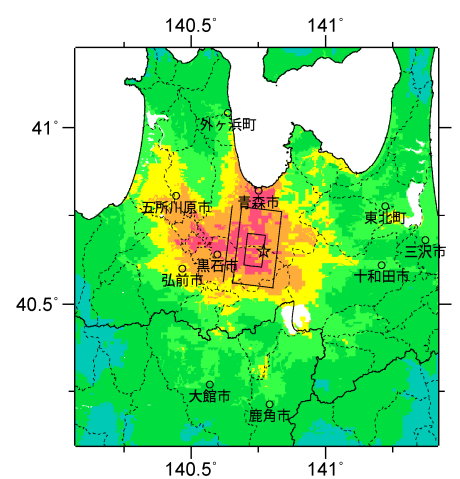 140.5° 141°
41°
外ヶ浜町
青森市
五所川原市
東北町
三沢市
黒石市
弘前市
十和田市
40.5°
大館市
鹿角市
140.5° 141°